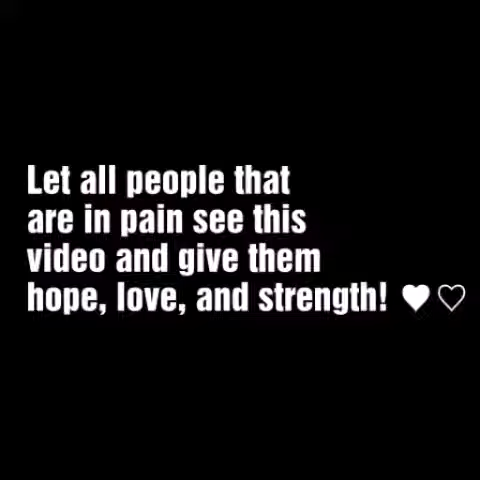 Let all people that
are in pain see this
video and give them
hope, love, and strength! ♥♡